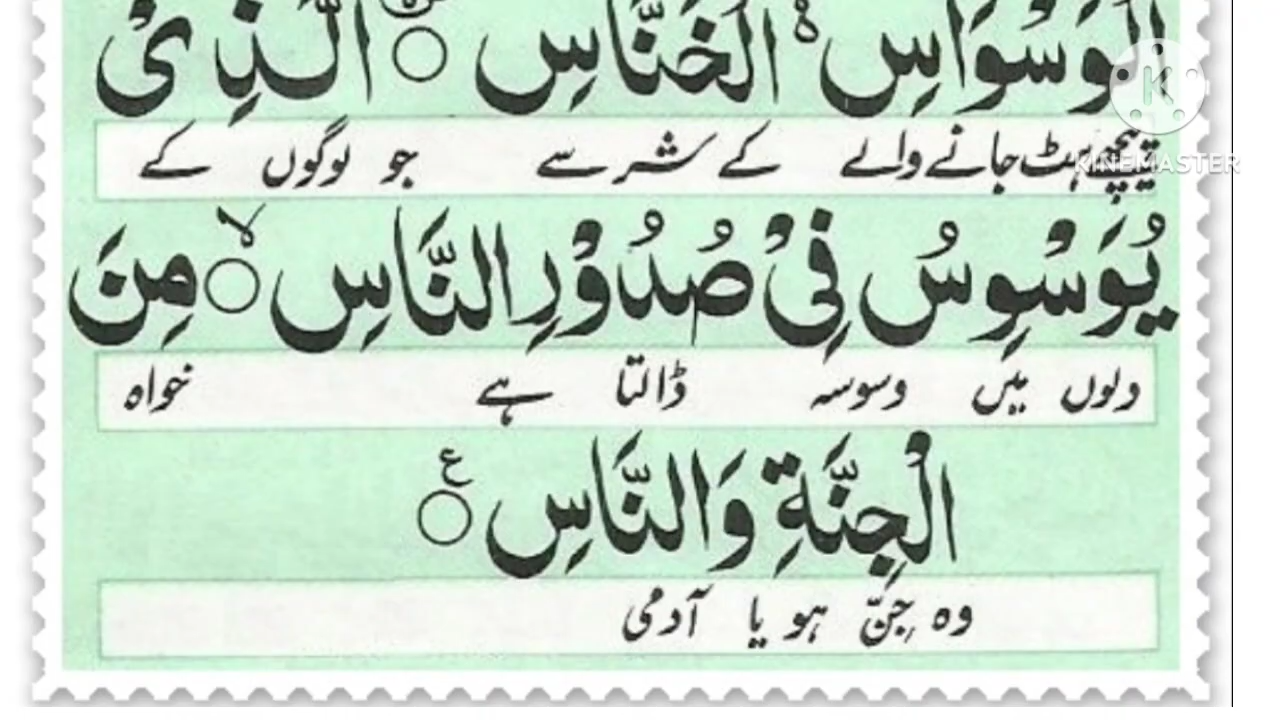 الْوَسْوَاسِ ۙ الْخَنَّاسِ ۝ الَّذِیْ
پیچھے ہٹ جانے والے کے شر سے جو لوگوں کے
KINEMASTER
یُوَسْوِسُ فِیْ صُدُوْرِ النَّاسِ ۝ۙ مِنَ
دلوں میں وسوسہ ڈالتا ہے خواہ
الْجِنَّةِ وَالنَّاسِ ۝ع
وہ جِنّ ہو یا آدمی